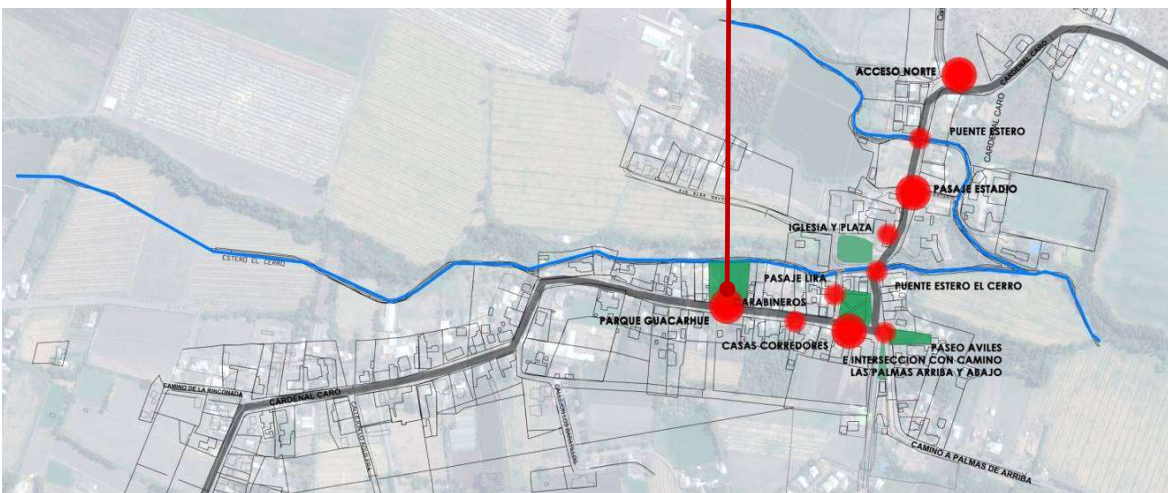 ACCESO NORTE
CARDENAL CARO
PUENTE ESTERO
CARDENAL CARO
PASAJE ESTADIO
IGLESIA Y PLAZA
ESTERO EL CERRO
PASAJE LIRA
PUENTE ESTERO EL CERRO
CARABINEROS
PARQUE GUACARHUE
CASAS CORREDORES
PASEO AVILES
E INTERSECCION CON CAMINO
LAS PALMAS ARRIBA Y ABAJO
CAMINO DE LA RINCONADA
CARDENAL CARO
CAMINO A PALMAS DE ARRIBA